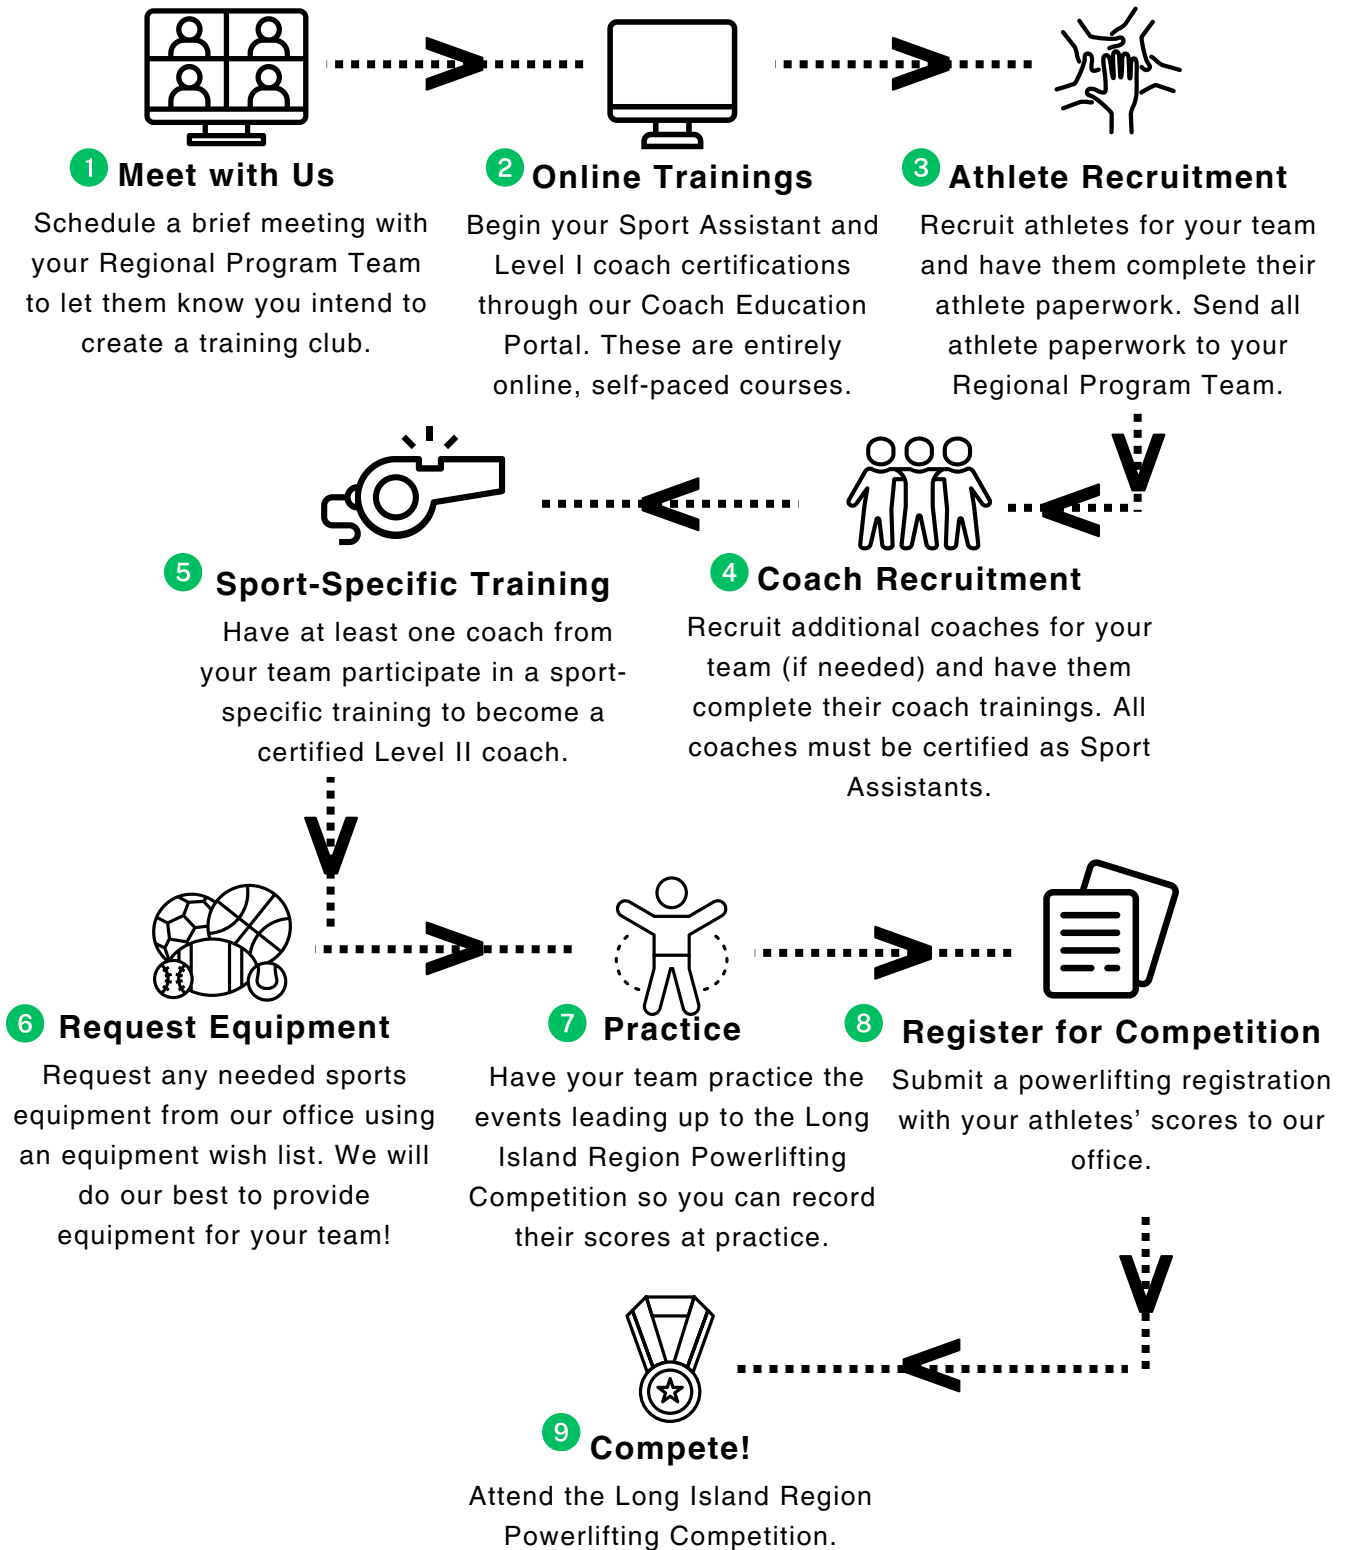 1 Meet with Us
Schedule a brief meeting with
your Regional Program Team
to let them know you intend to
create a training club.
2 Online Trainings
Begin your Sport Assistant and
Level I coach certifications
through our Coach Education
Portal. These are entirely
online, self-paced courses.
3 Athlete Recruitment
Recruit athletes for your team
and have them complete their
athlete paperwork. Send all
athlete paperwork to your
Regional Program Team.
4 Coach Recruitment
Recruit additional coaches for your
team (if needed) and have them
complete their coach trainings. All
coaches must be certified as Sport
Assistants.
5 Sport-Specific Training
Have at least one coach from
your team participate in a sport-
specific training to become a
certified Level II coach.
6 Request Equipment
Request any needed sports
equipment from our office using
an equipment wish list. We will
do our best to provide
equipment for your team!
7 Practice
Have your team practice the
events leading up to the Long
Island Region Powerlifting
Competition so you can record
their scores at practice.
8 Register for Competition
Submit a powerlifting registration
with your athletes’ scores to our
office.
9 Compete!
Attend the Long Island Region
Powerlifting Competition.